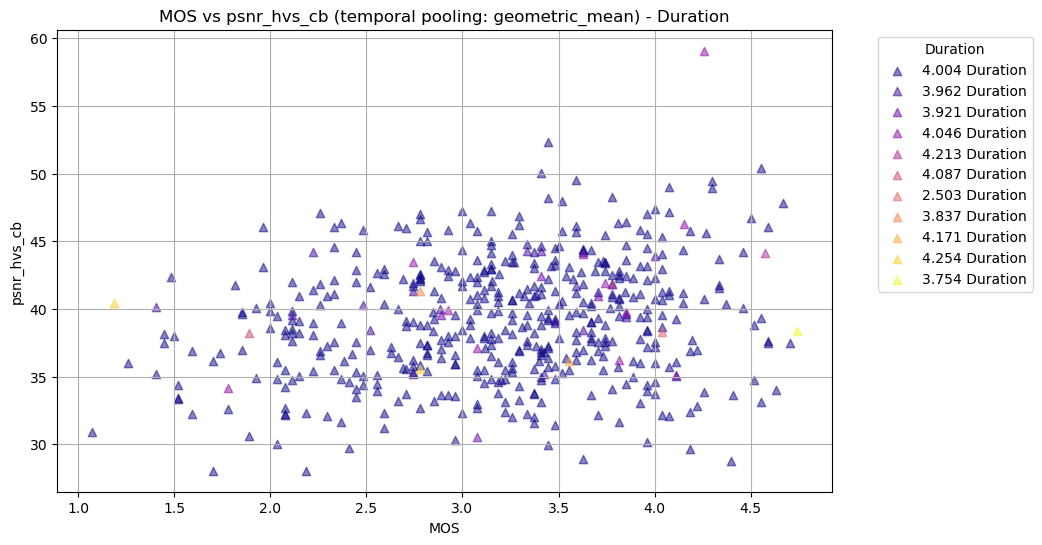 MOS vs psnr_hvs_cb (temporal pooling: geometric_mean) - Duration
60
55
50
45
40
35
30
psnr_hvs_cb
1.0 1.5 2.0 2.5 3.0 3.5 4.0 4.5
MOS
Duration
4.004 Duration
3.962 Duration
3.921 Duration
4.046 Duration
4.213 Duration
4.087 Duration
2.503 Duration
3.837 Duration
4.171 Duration
4.254 Duration
3.754 Duration